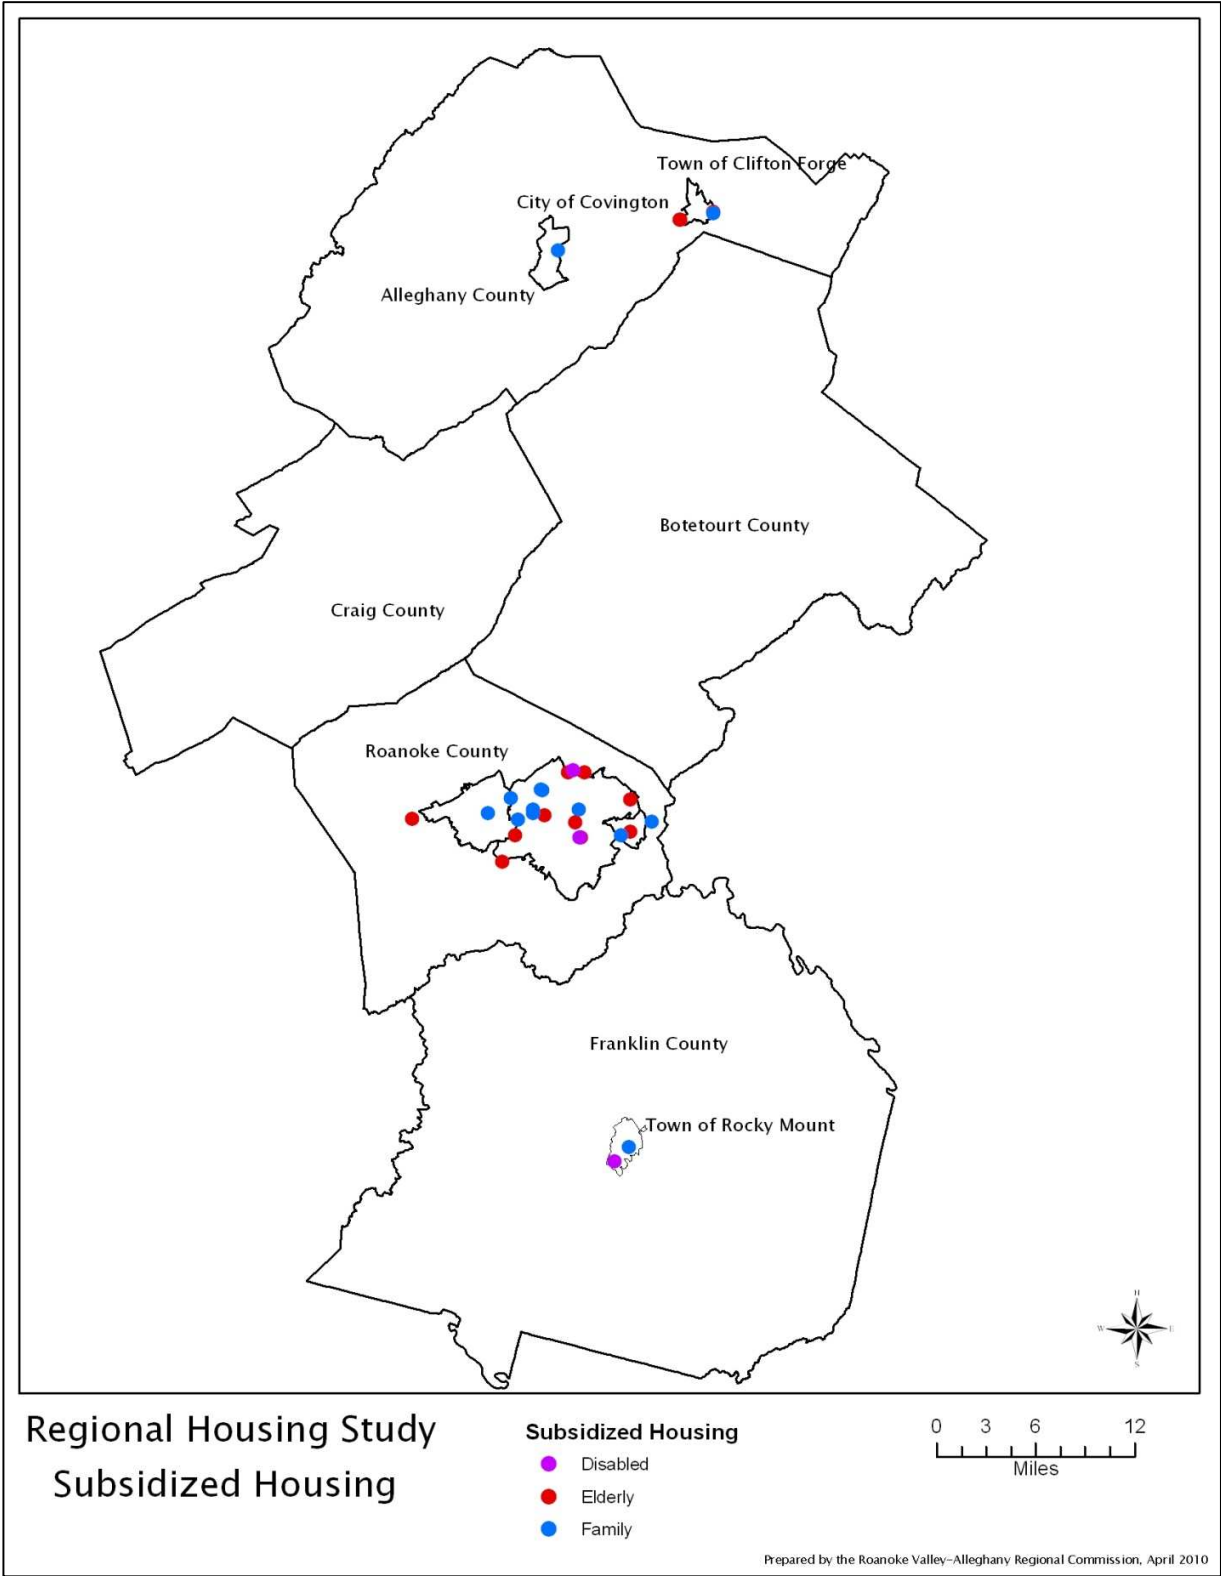 Town of Clifton Forge
City of Covington
Alleghany County
Botetourt County
Craig County
Roanoke County
Franklin County
Town of Rocky Mount
N
W E
S
Regional Housing Study
Subsidized Housing
Subsidized Housing
Disabled
Elderly
Family
0 3 6 12
Miles
Prepared by the Roanoke Valley-Alleghany Regional Commission, April 2010